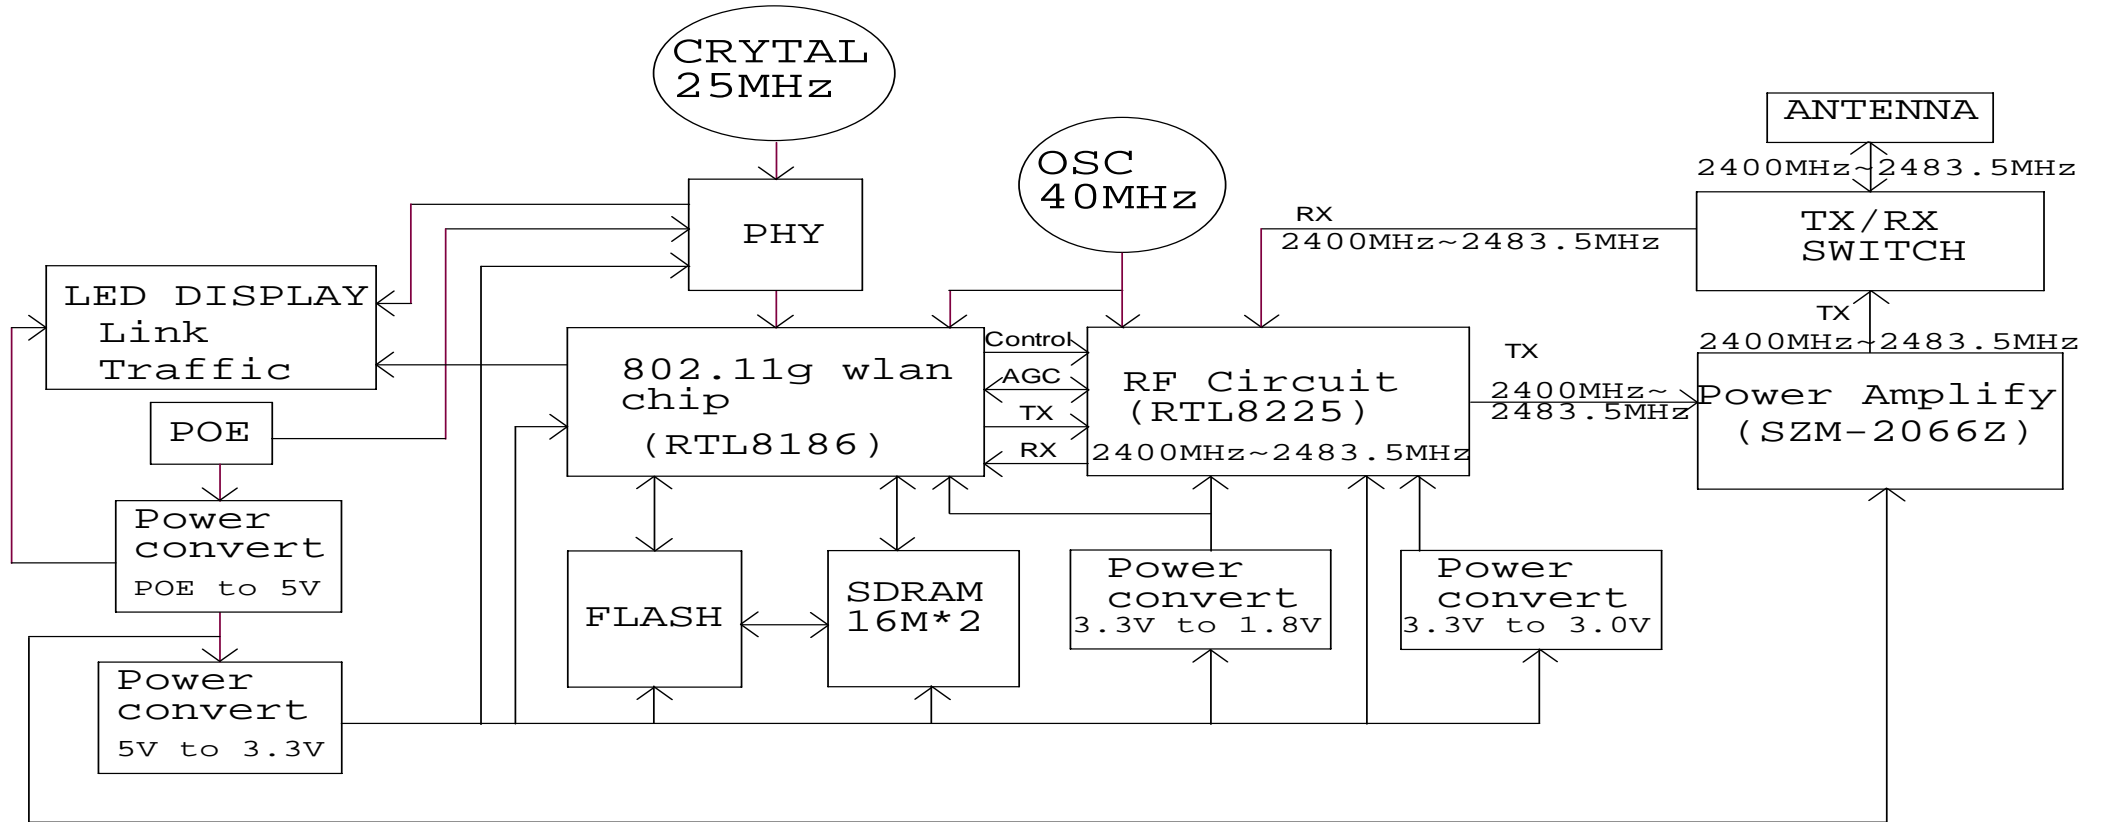 CRYTAL
25MHz
OSC
40MHz
ANTENNA
2400MHz~2483.5MHz
PHY
RX
2400MHz~2483.5MHz
TX/RX
SWITCH
LED DISPLAY
Link
Traffic
TX
2400MHz~2483.5MHz
802.11g wlan
chip
(RTL8186)
Control
AGC
TX
RX
RF Circuit
(RTL8225)
2400MHz~2483.5MHz
TX
2400MHz~
2483.5MHz
Power Amplify
(SZM-2066Z)
POE
Power
convert
POE to 5V
FLASH
SDRAM
16M*2
Power
convert
3.3V to 1.8V
Power
convert
3.3V to 3.0V
Power
convert
5V to 3.3V